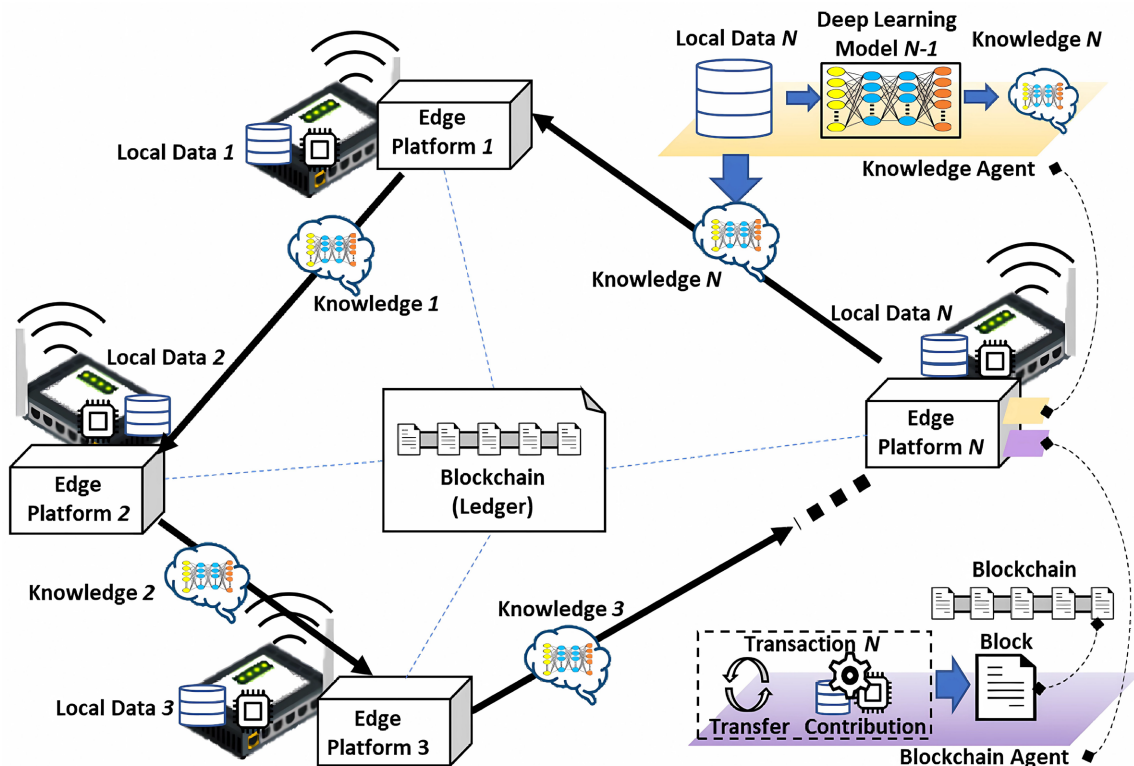 Local Data N
Deep Learning
Model N-1
Knowledge N
Knowledge Agent
Edge
Platform 1
Local Data 1
Knowledge 1
Knowledge N
Local Data N
Local Data 2
Edge
Platform 2
Blockchain
(Ledger)
Edge
Platform N
Knowledge 2
Knowledge 3
Local Data 3
Edge
Platform 3
Blockchain
Transaction N
Block
Transfer
Contribution
Blockchain Agent